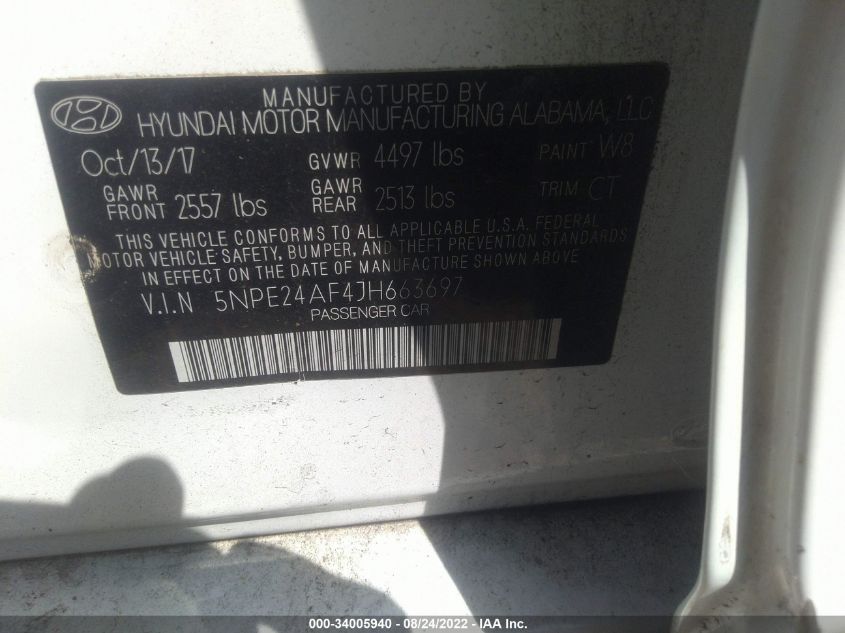 MANUFACTURED BY
HYUNDAI MOTOR MANUFACTURING ALABAMA, LLC
Oct/13/17 GVWR 4497 lbs PAINT W8
GAWR FRONT 2557 lbs GAWR REAR 2513 lbs TRIM CT
THIS VEHICLE CONFORMS TO ALL APPLICABLE U.S.A. FEDERAL
MOTOR VEHICLE SAFETY, BUMPER, AND THEFT PREVENTION STANDARDS
IN EFFECT ON THE DATE OF MANUFACTURE SHOWN ABOVE
V.I.N 5NPE24AF4JH663697
PASSENGER CAR
000-34005940 - 08/24/2022 - IAA Inc.